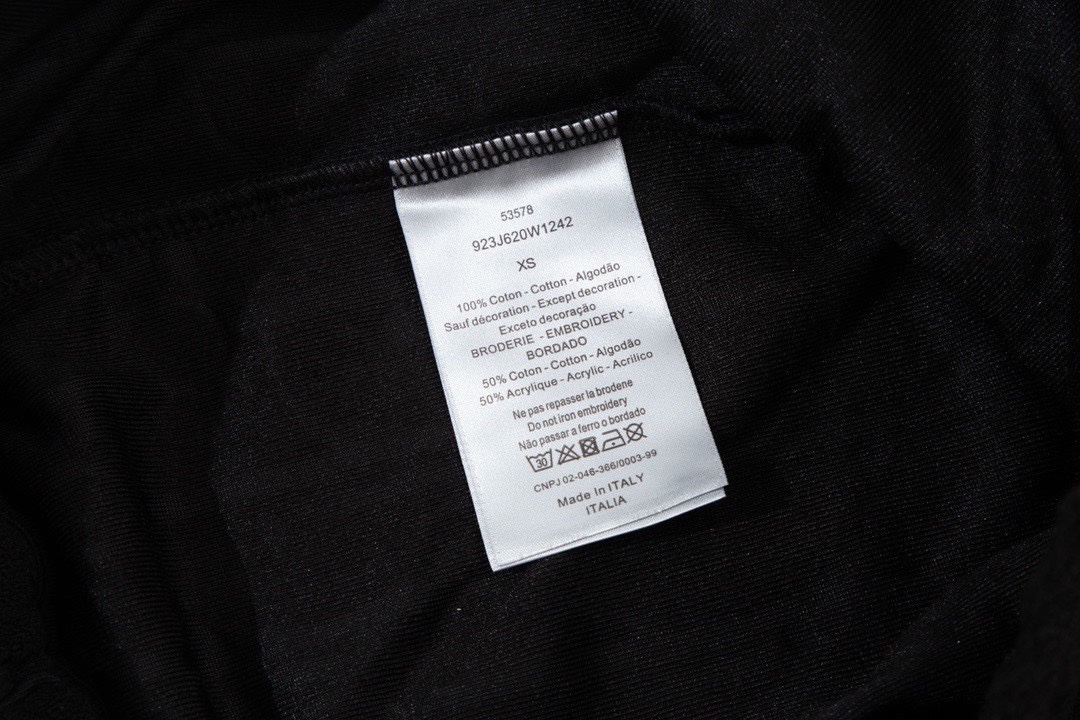 53578
923J620W1242
XS
100% Coton - Cotton - Algodão
Sauf décoration - Except decoration -
Exceto decoração
BRODERIE - EMBROIDERY -
BORDADO
50% Coton - Cotton - Algodão
50% Acrylique - Acrylic - Acrilico
Ne pas repasser la brodene
Do not iron embroidery
Não passar a ferro o bordado
30
CNPJ 02-046-366/0003-99
Made in ITALY
ITALIA